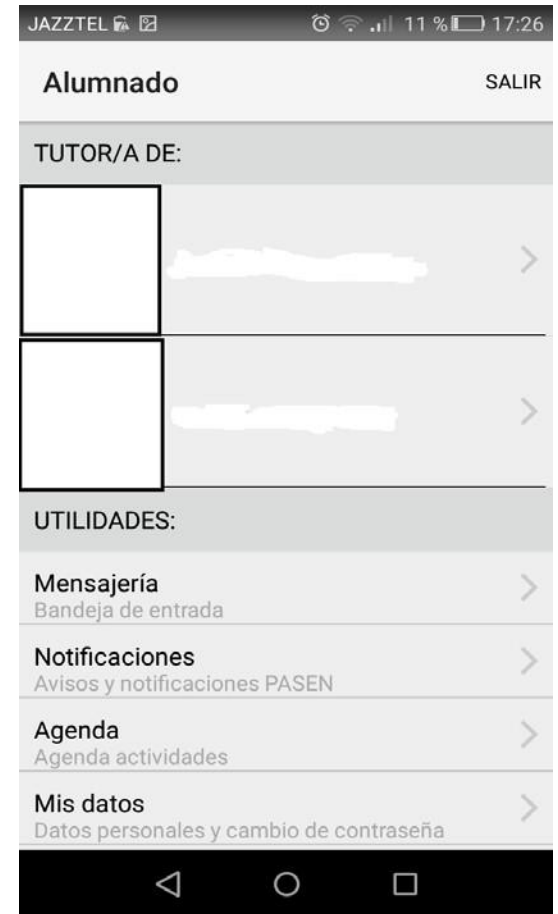 JAZZTEL 11 % 17:26
Alumnado SALIR
TUTOR/A DE:
UTILIDADES:
Mensajería
Bandeja de entrada
Notificaciones
Avisos y notificaciones PASEN
Agenda
Agenda actividades
Mis datos
Datos personales y cambio de contraseña